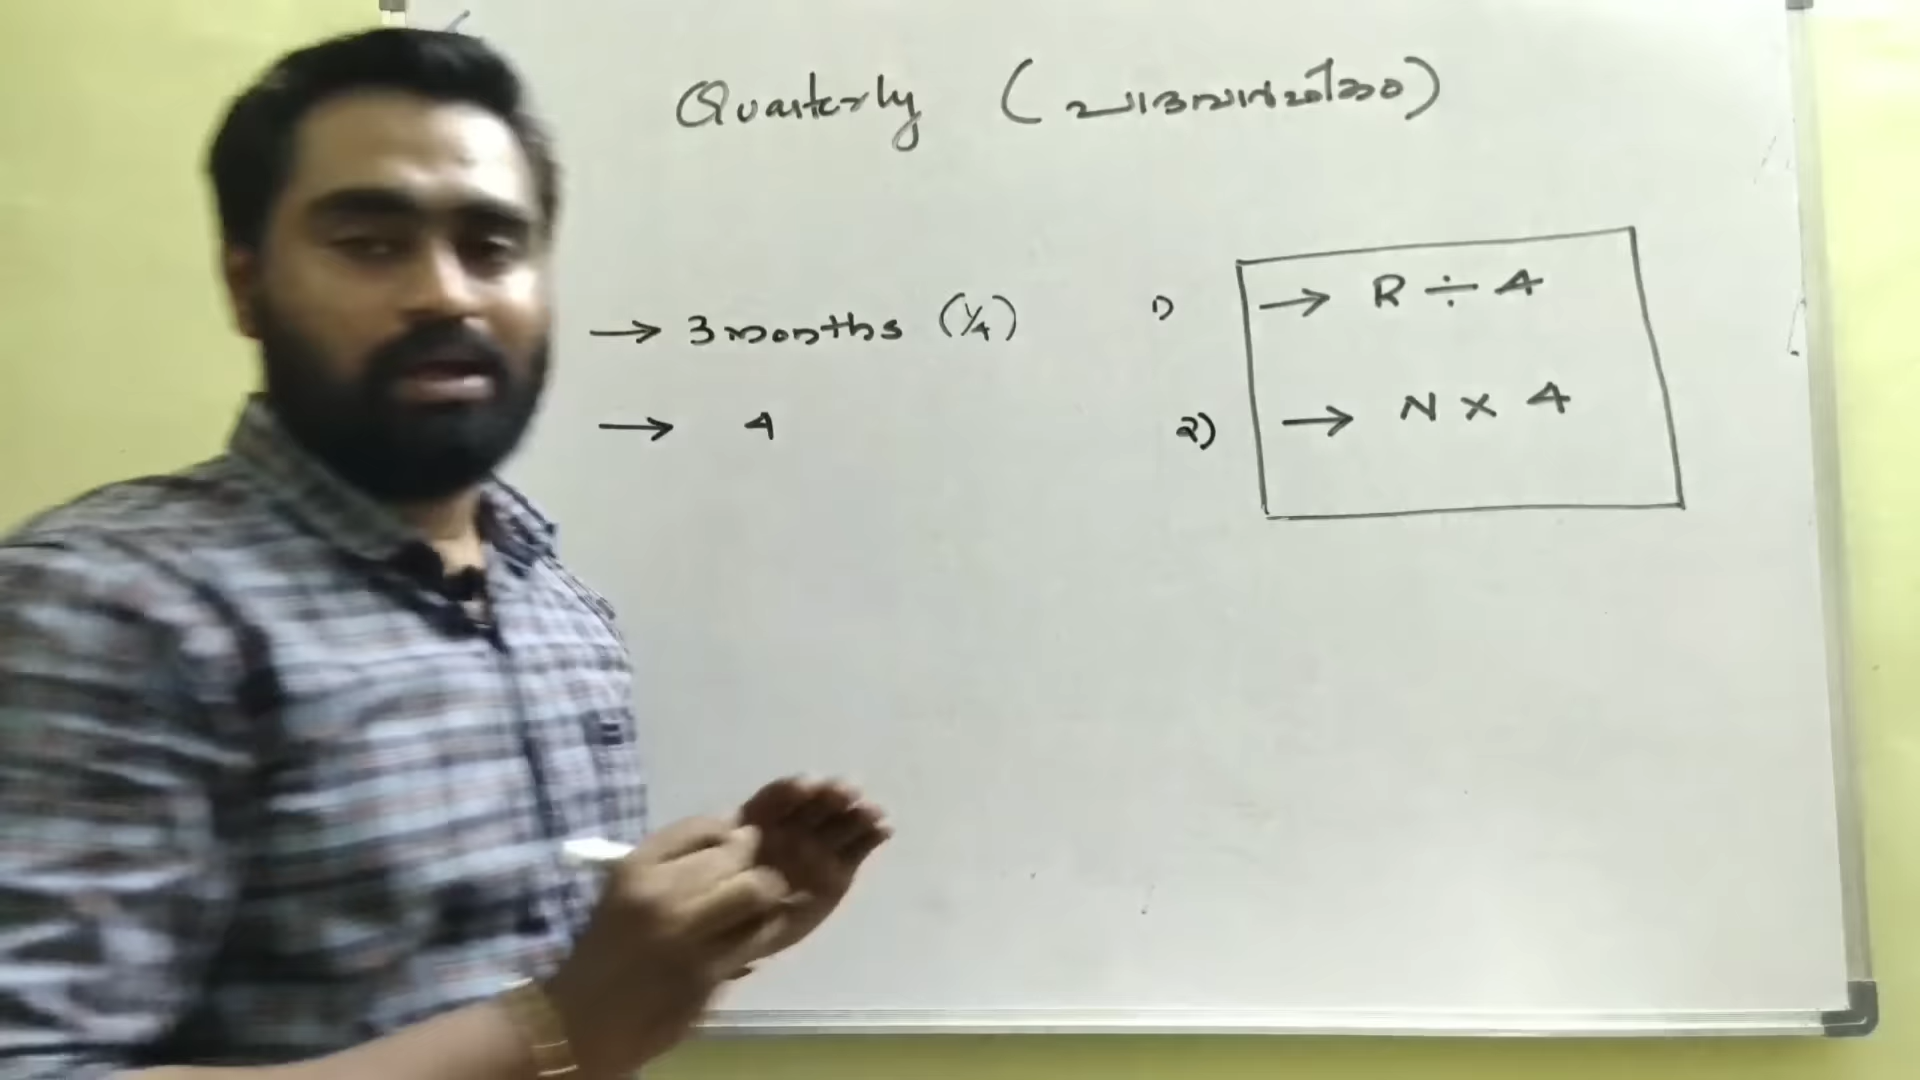 Quarterly (പാദവാർഷികം)
→ 3 months (1/4)
→ 4
1) → R ÷ 4
2) → N × 4